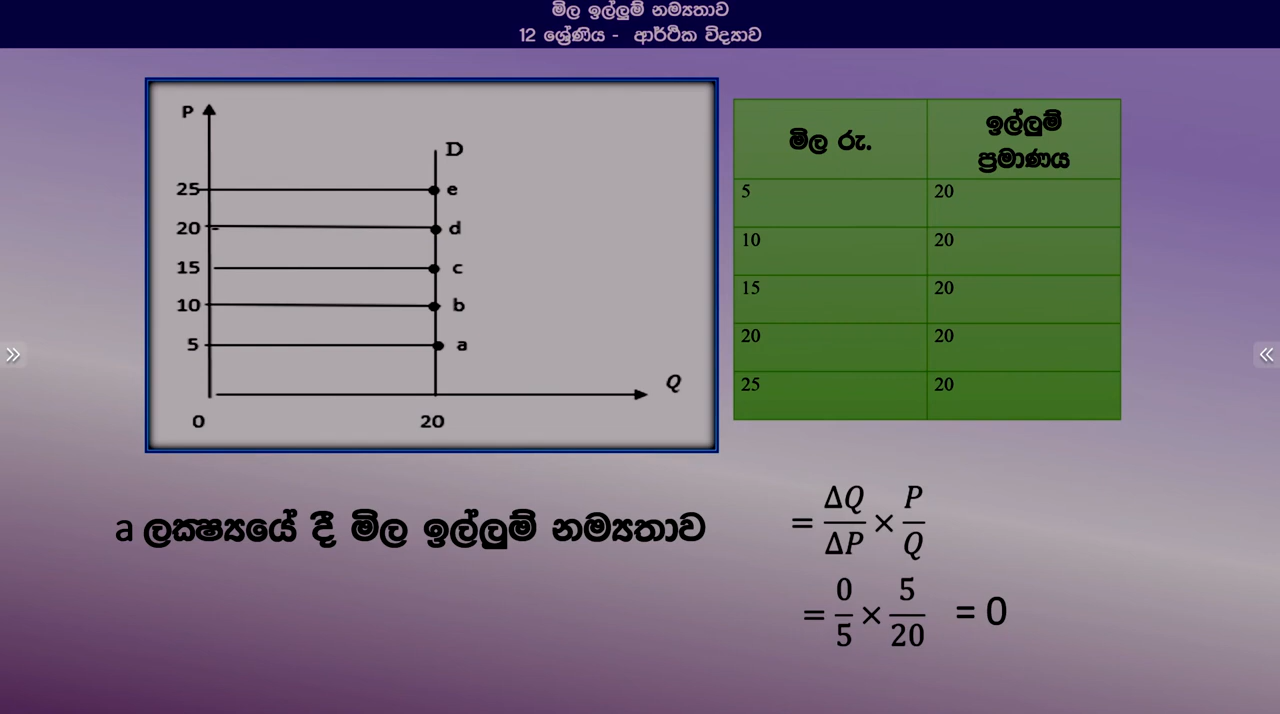 මිල ඉල්ලුම් නම්‍යතාව
12 ශ්‍රේණිය - ආර්ථික විද්‍යාව
P
D
25 e
20 d
15 c
10 b
5 a
Q
0 20
මිල රු. ඉල්ලුම් ප්‍රමාණය
5 20
10 20
15 20
20 20
25 20
a ලක්‍ෂ්‍යයේ දී මිල ඉල්ලුම් නම්‍යතාව
= ΔQ/ΔP × P/Q
= 0/5 × 5/20 = 0